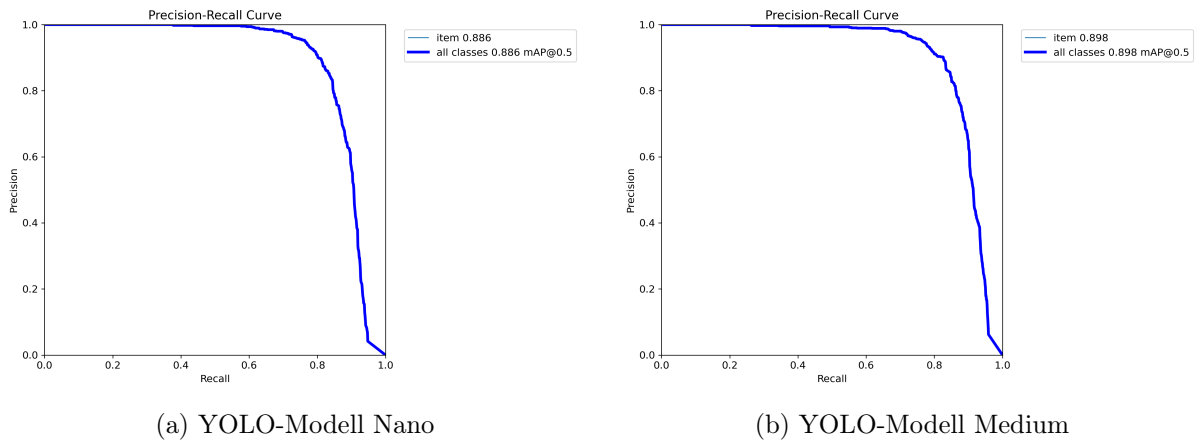 Precision-Recall Curve
1.0
0.8
0.6
0.4
0.2
0.0
Precision
0.0 0.2 0.4 0.6 0.8 1.0
Recall
item 0.886
all classes 0.886 mAP@0.5
(a) YOLO-Modell Nano
Precision-Recall Curve
1.0
0.8
0.6
0.4
0.2
0.0
Precision
0.0 0.2 0.4 0.6 0.8 1.0
Recall
item 0.898
all classes 0.898 mAP@0.5
(b) YOLO-Modell Medium